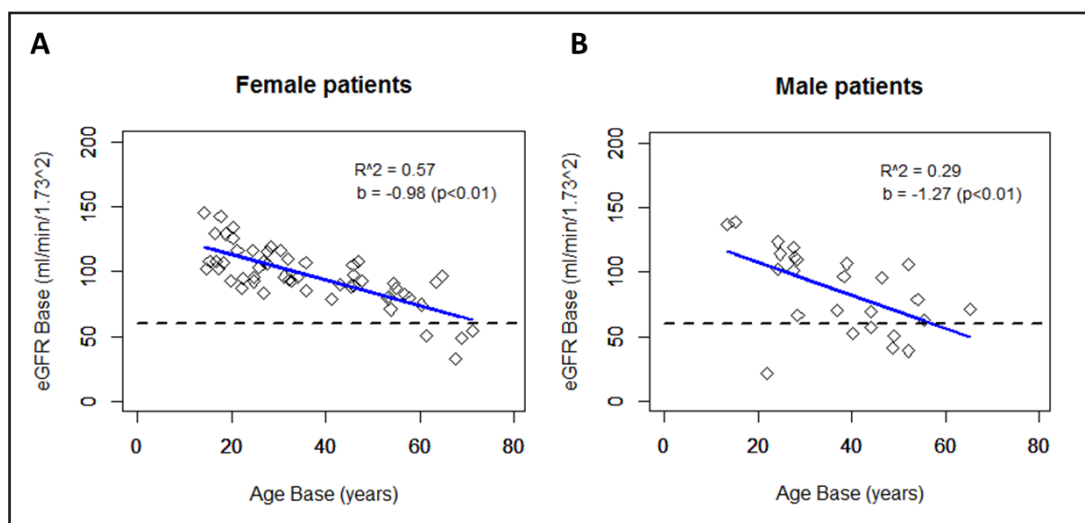 A
Female patients
eGFR Base (ml/min/1.73^2)
200
150
100
50
0
R^2 = 0.57
b = -0.98 (p<0.01)
0 20 40 60 80
Age Base (years)
B
Male patients
eGFR Base (ml/min/1.73^2)
200
150
100
50
0
R^2 = 0.29
b = -1.27 (p<0.01)
0 20 40 60 80
Age Base (years)